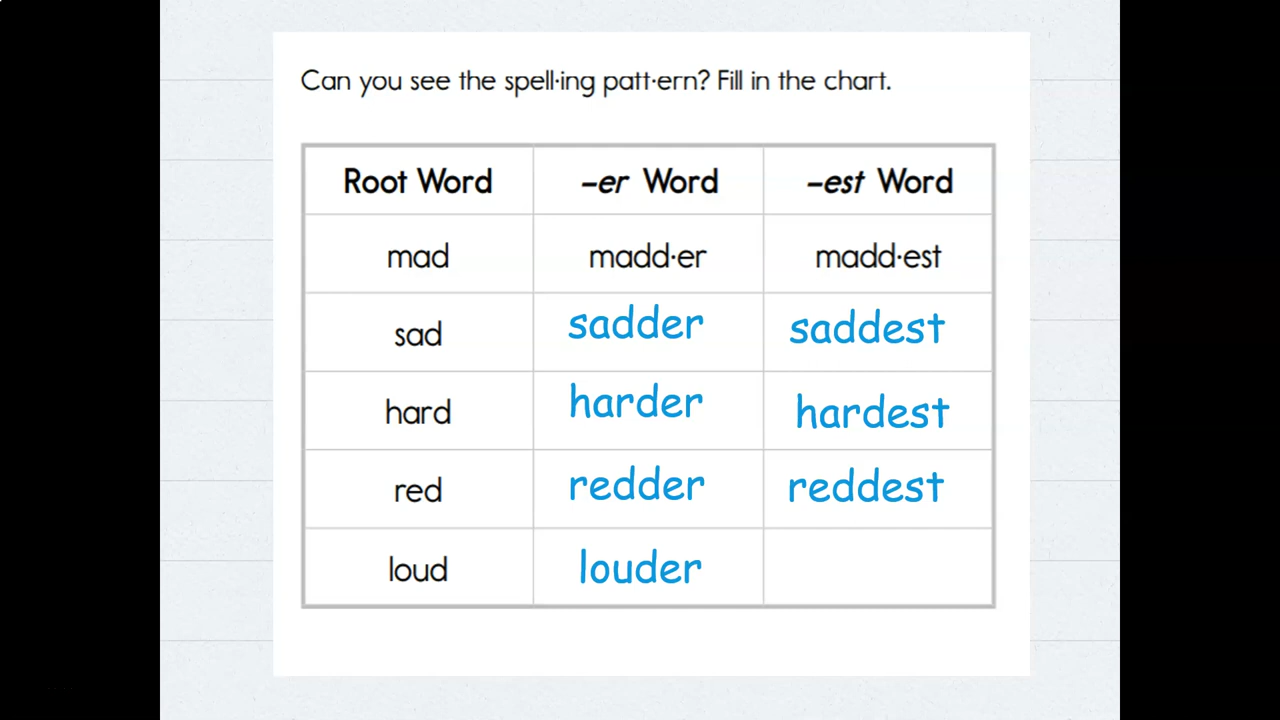 Can you see the spell·ing patt·ern? Fill in the chart.
Root Word –er Word –est Word
mad madd·er madd·est
sad sadder saddest
hard harder hardest
red redder reddest
loud louder